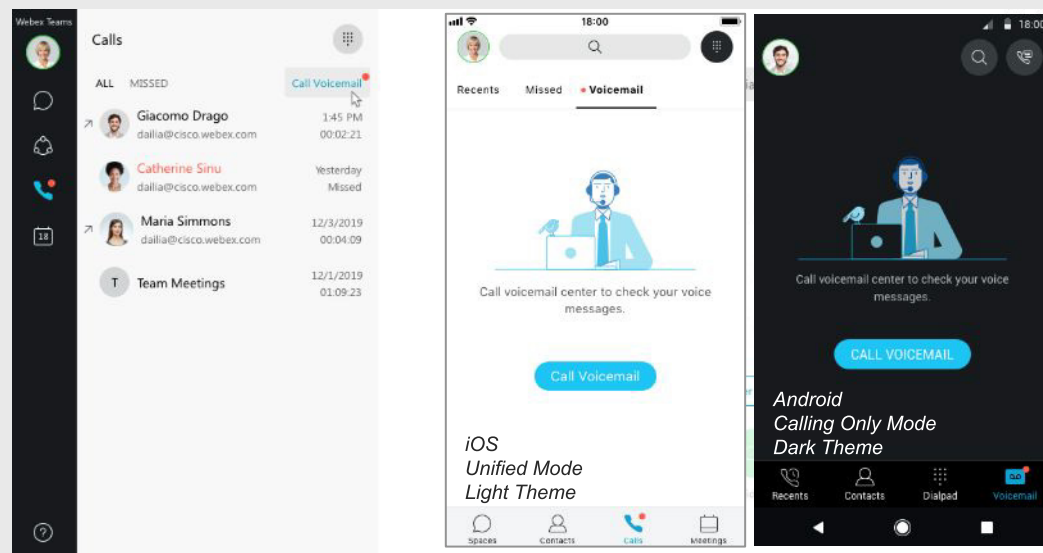 Webex Teams
Calls
ALL MISSED Call Voicemail
Giacomo Drago 1:45 PM
dailia@cisco.webex.com 00:02:21
Catherine Sinu Yesterday
dailia@cisco.webex.com Missed
Maria Simmons 12/3/2019
dailia@cisco.webex.com 00:04:09
T Team Meetings 12/1/2019
01:09:23
18
18:00
Recents Missed Voicemail
Call voicemail center to check your voice
messages.
Call Voicemail
iOS
Unified Mode
Light Theme
Spaces Contacts Calls Meetings
18:00
Call voicemail center to check your voice
messages.
CALL VOICEMAIL
Android
Calling Only Mode
Dark Theme
Recents Contacts Dialpad Voicemail